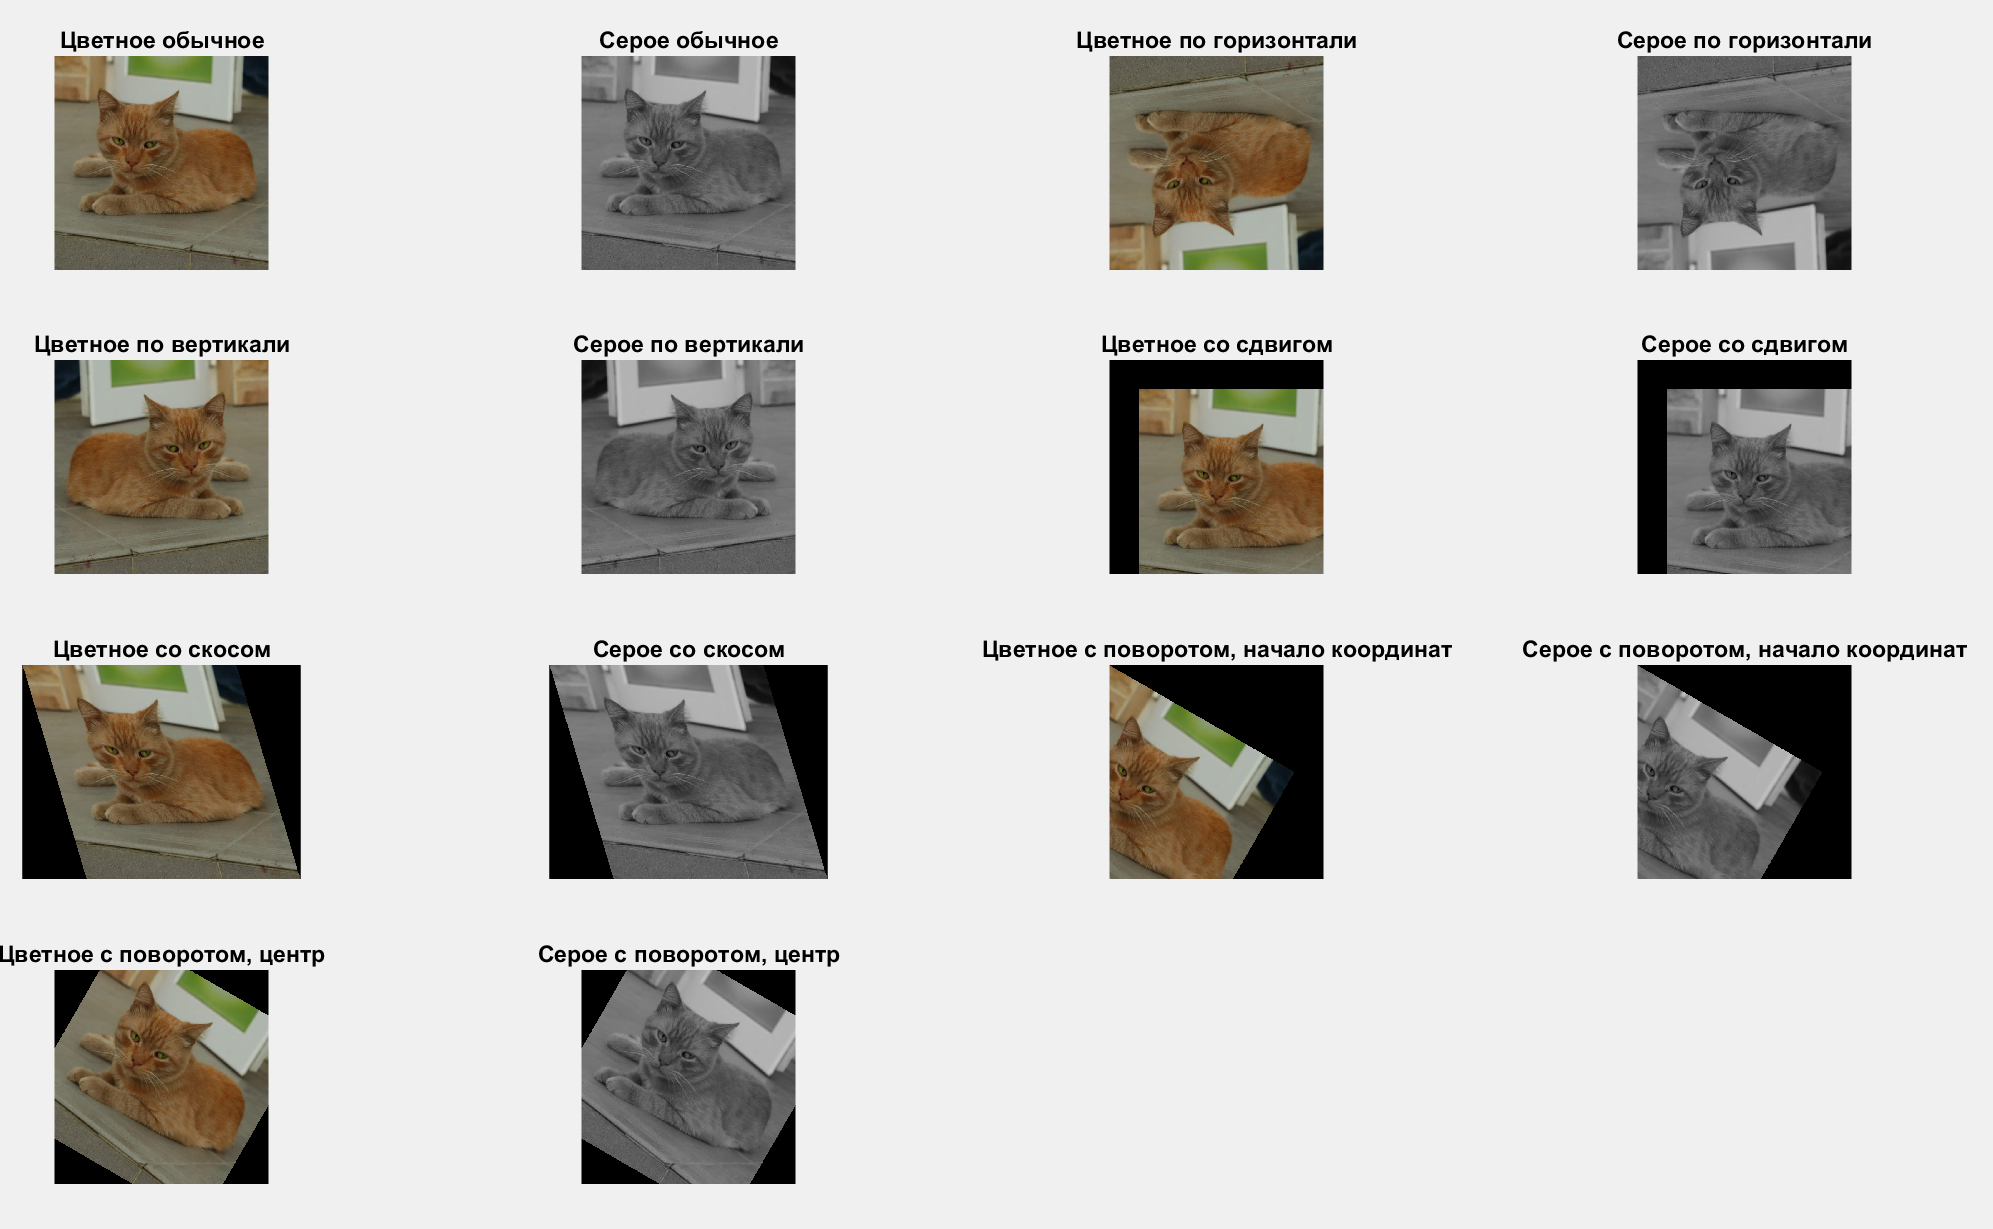 Цветное обычное
Серое обычное
Цветное по горизонтали
Серое по горизонтали
Цветное по вертикали
Серое по вертикали
Цветное со сдвигом
Серое со сдвигом
Цветное со скосом
Серое со скосом
Цветное с поворотом, начало координат
Серое с поворотом, начало координат
Цветное с поворотом, центр
Серое с поворотом, центр